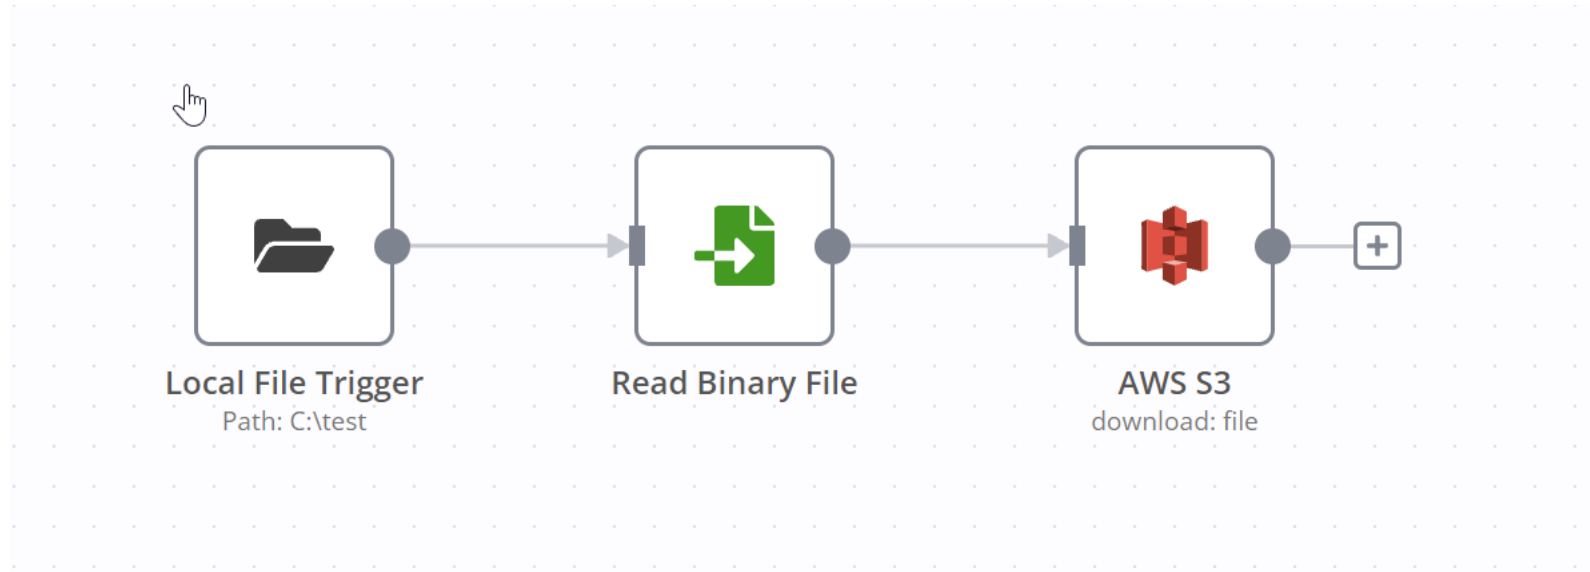 Local File Trigger
Path: C:\test
Read Binary File
AWS S3
download: file